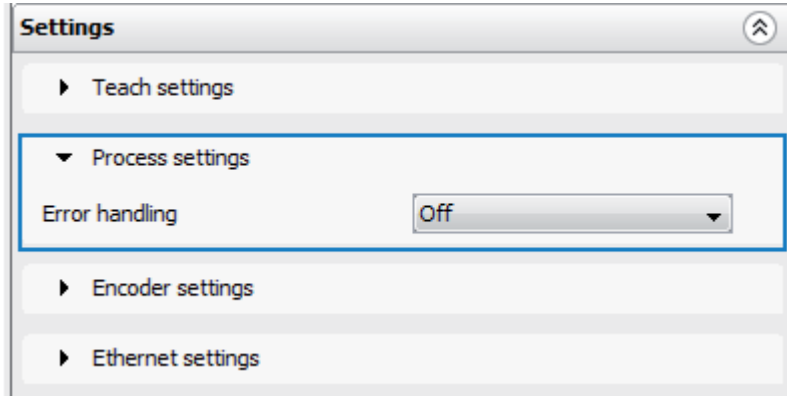 Settings
Teach settings
Process settings
Error handling Off
Encoder settings
Ethernet settings